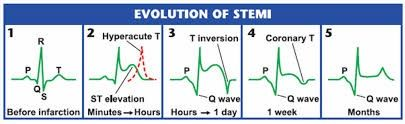 EVOLUTION OF STEMI
1
R
P
T
Q
S
Before infarction
2
Hyperacute T
P
Q
ST elevation
Minutes → Hours
3
T inversion
P
Q wave
Hours → 1 day
4
Coronary T
P
Q wave
1 week
5
P
Q wave
Months